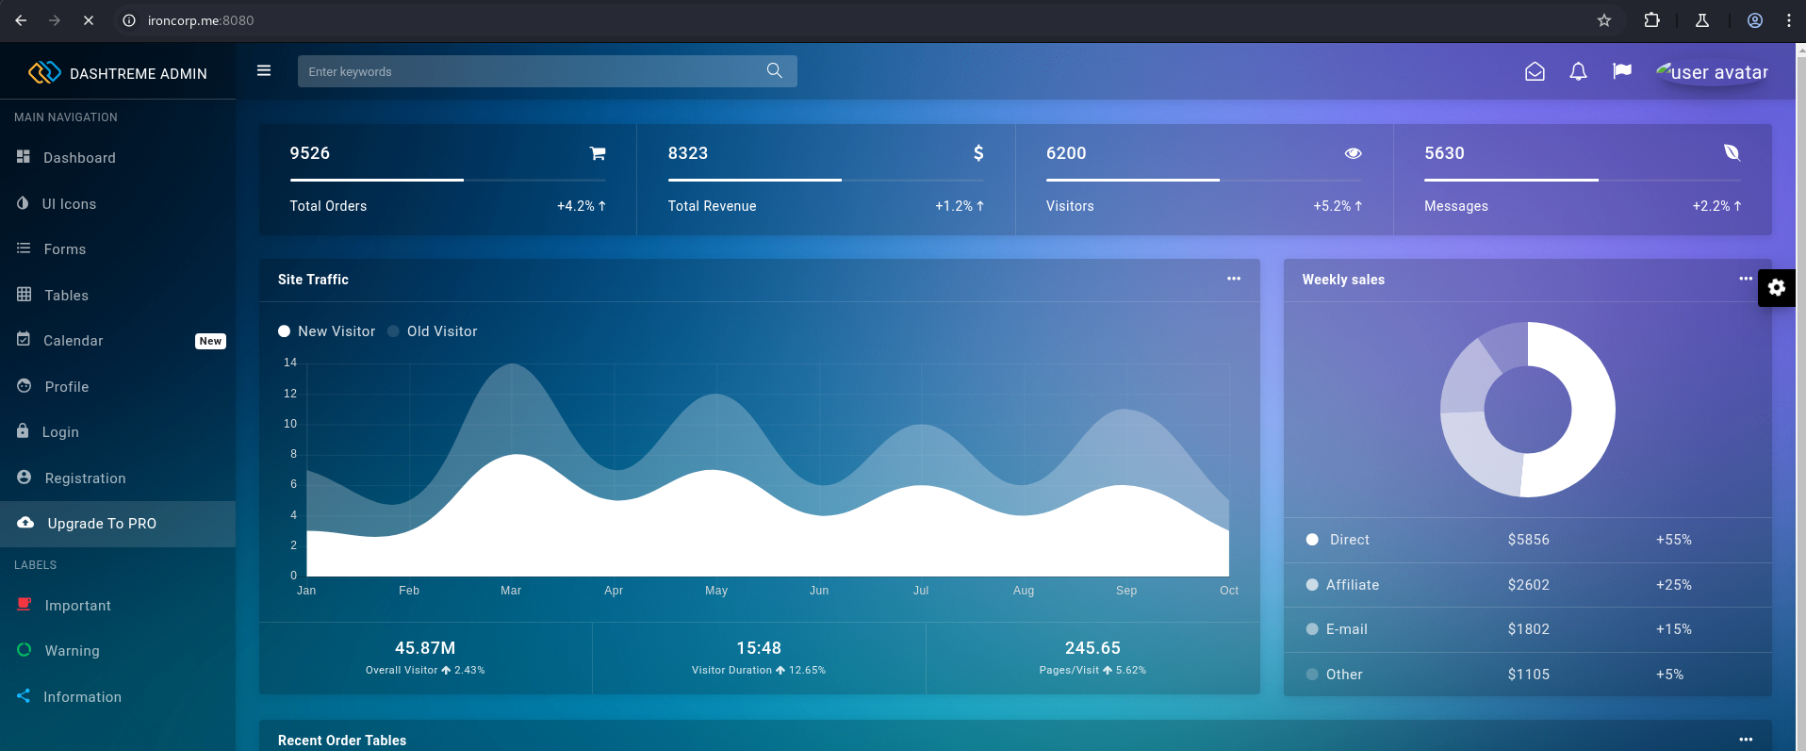 ironcorp.me:8080
DASHTREME ADMIN
Enter keywords
user avatar
MAIN NAVIGATION
Dashboard
UI Icons
Forms
Tables
Calendar New
Profile
Login
Registration
Upgrade To PRO
LABELS
Important
Warning
Information
9526
Total Orders +4.2%
8323 $
Total Revenue +1.2%
6200
Visitors +5.2%
5630
Messages +2.2%
Site Traffic
New Visitor Old Visitor
14
12
10
8
6
4
2
0
Jan Feb Mar Apr May Jun Jul Aug Sep Oct
45.87M
Overall Visitor 2.43%
15:48
Visitor Duration 12.65%
245.65
Pages/Visit 5.62%
Weekly sales
Direct $5856 +55%
Affiliate $2602 +25%
E-mail $1802 +15%
Other $1105 +5%
Recent Order Tables